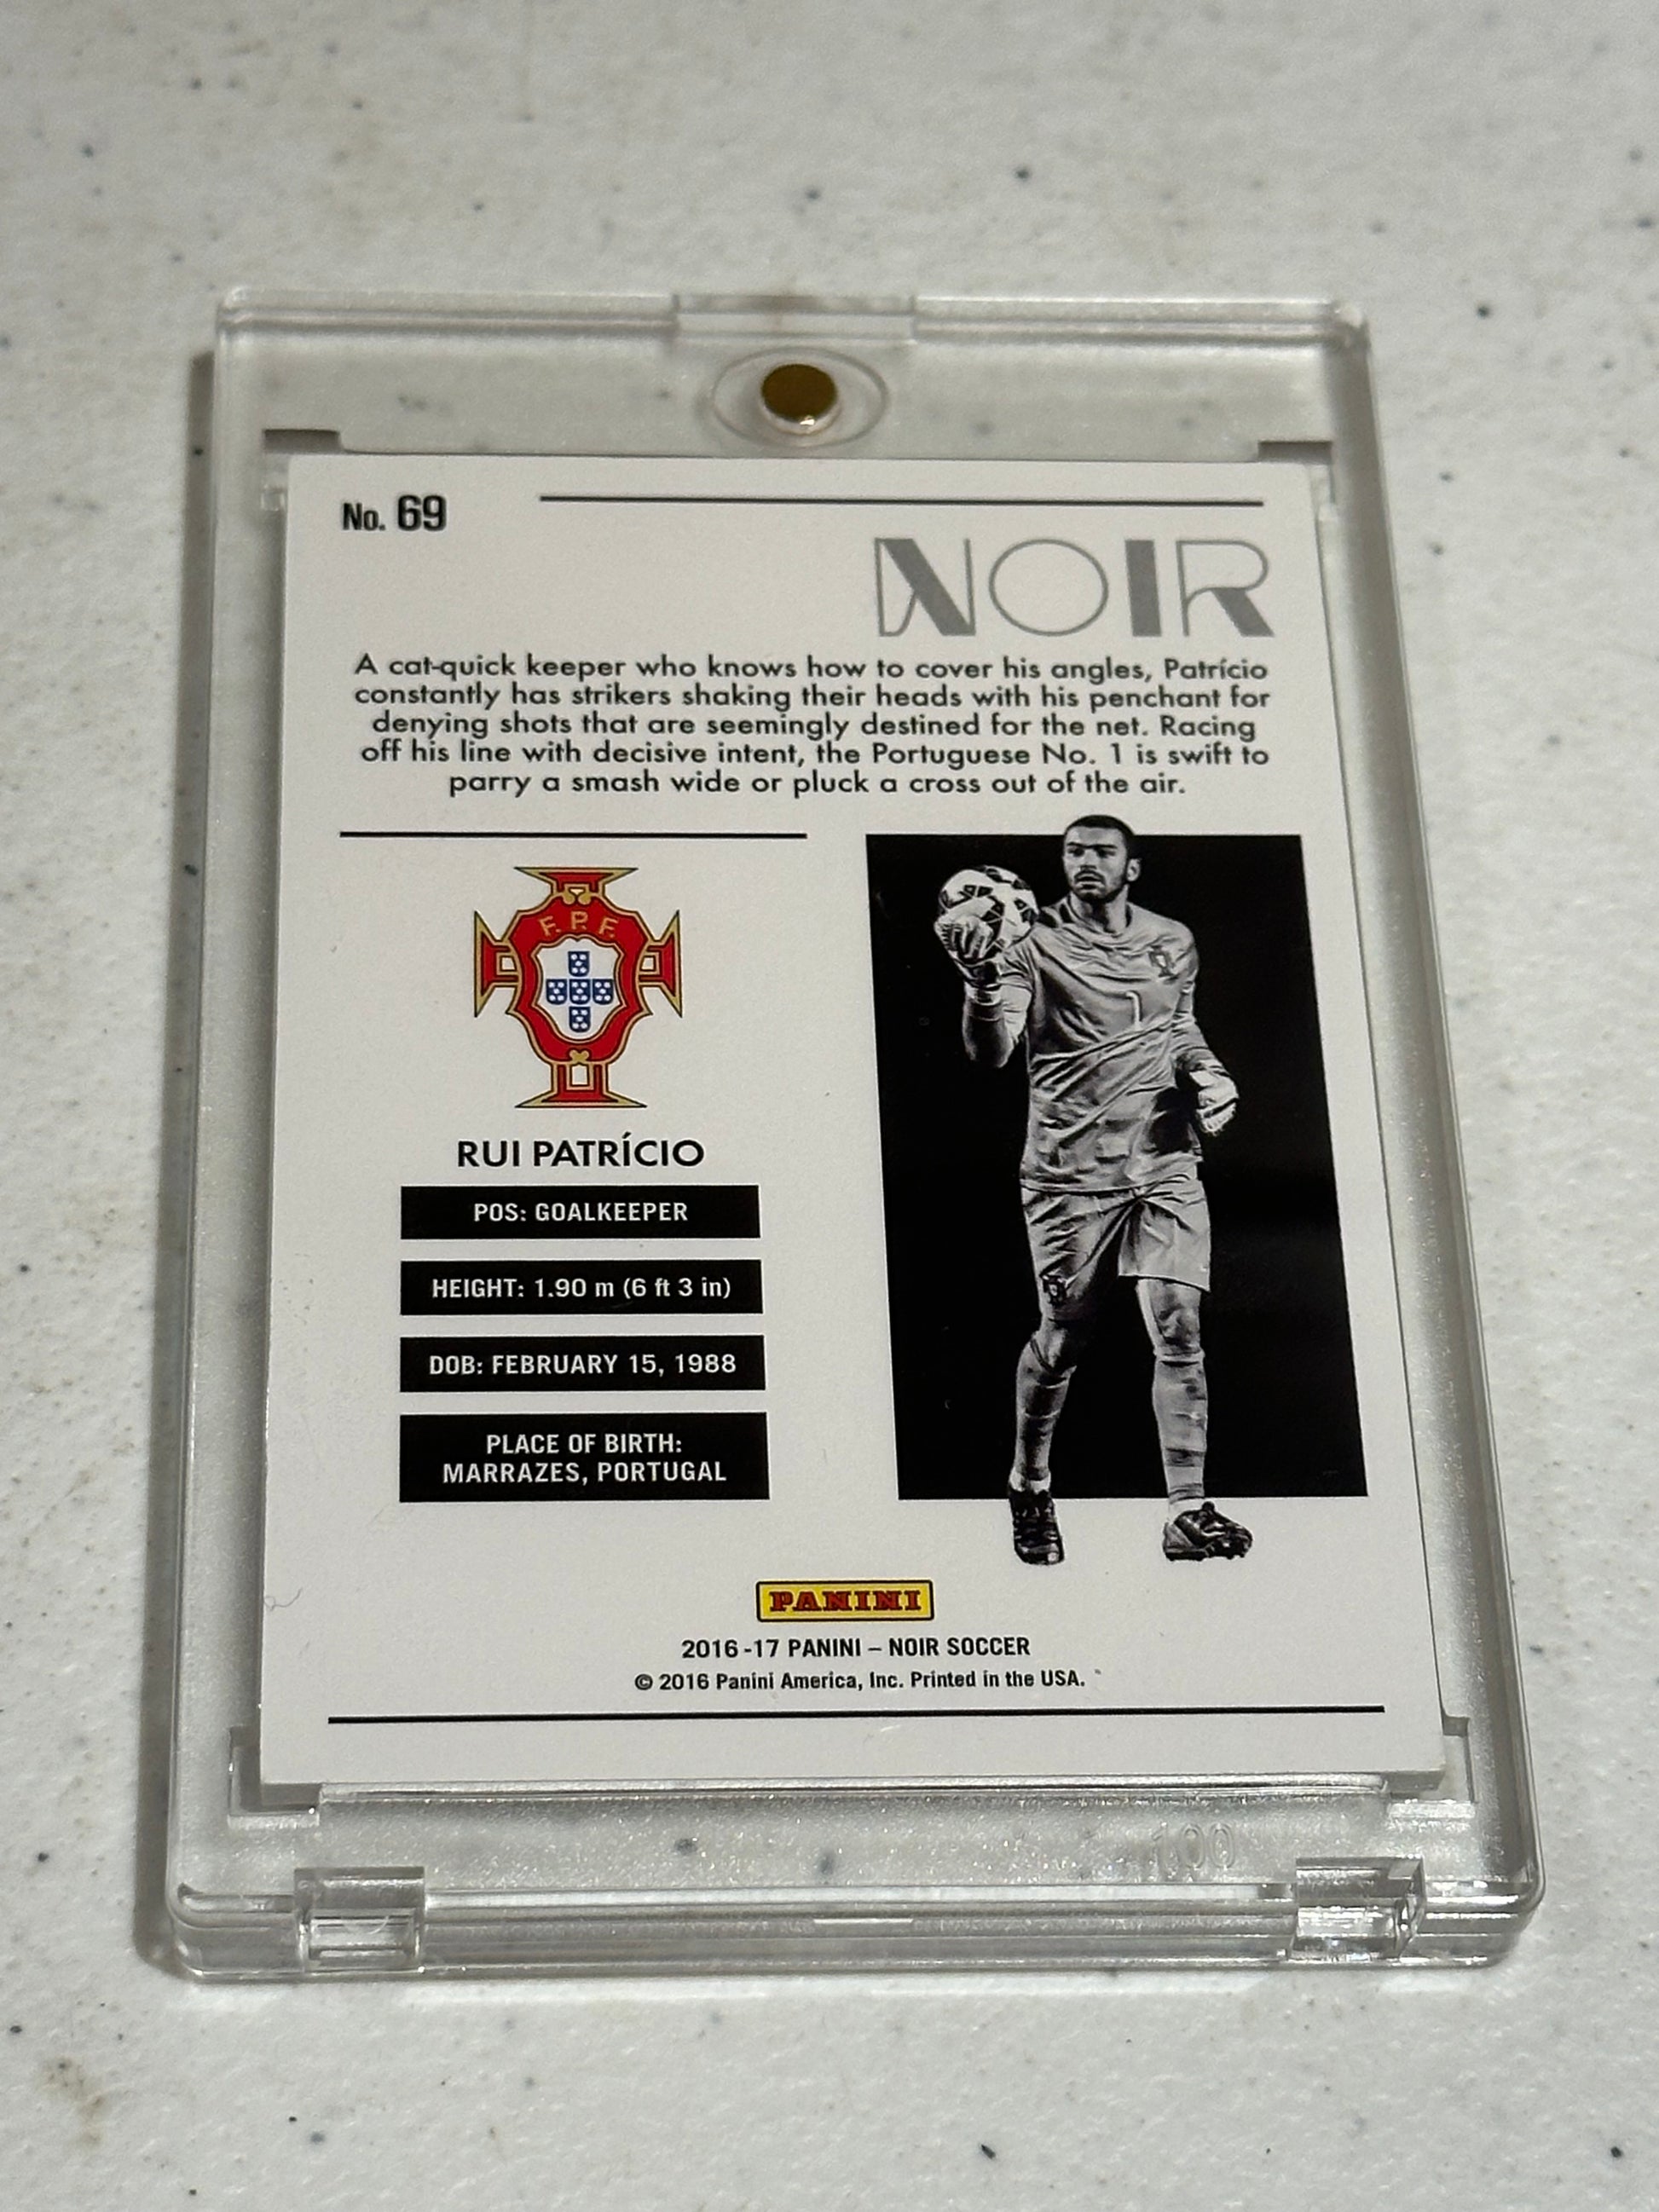 No. 69
NOIR
A cat-quick keeper who knows how to cover his angles, Patrício
constantly has strikers shaking their heads with his penchant for
denying shots that are seemingly destined for the net. Racing
off his line with decisive intent, the Portuguese No. 1 is swift to
parry a smash wide or pluck a cross out of the air.
F.P.F.
1
RUI PATRÍCIO
POS: GOALKEEPER
HEIGHT: 1.90 m (6 ft 3 in)
DOB: FEBRUARY 15, 1988
PLACE OF BIRTH:
MARRAZES, PORTUGAL
PANINI
2016-17 PANINI – NOIR SOCCER
© 2016 Panini America, Inc. Printed in the USA.
100